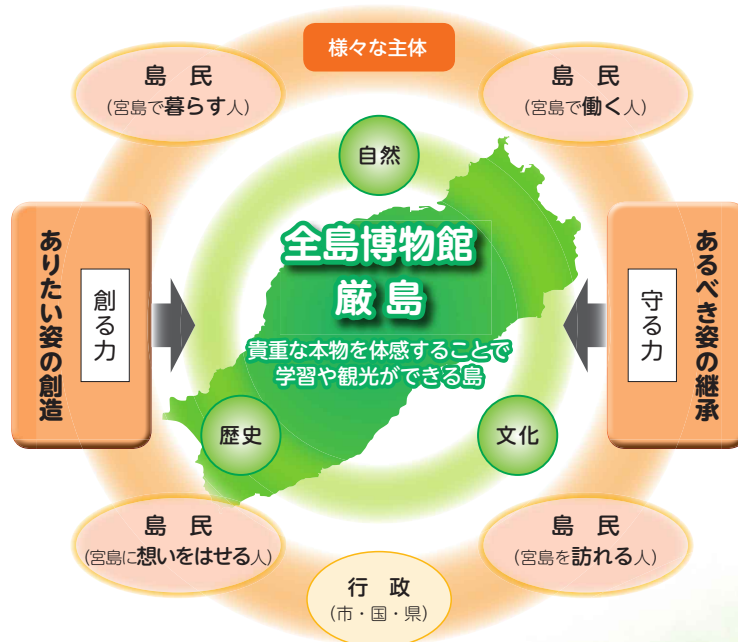 様々な主体
島 民
(宮島で暮らす人)
島 民
(宮島で働く人)
自然
ありたい姿の創造
創る力
全島博物館
厳 島
貴重な本物を体感することで
学習や観光ができる島
守る力
あるべき姿の継承
歴史
文化
島 民
(宮島に想いをはせる人)
島 民
(宮島を訪れる人)
行 政
(市・国・県)